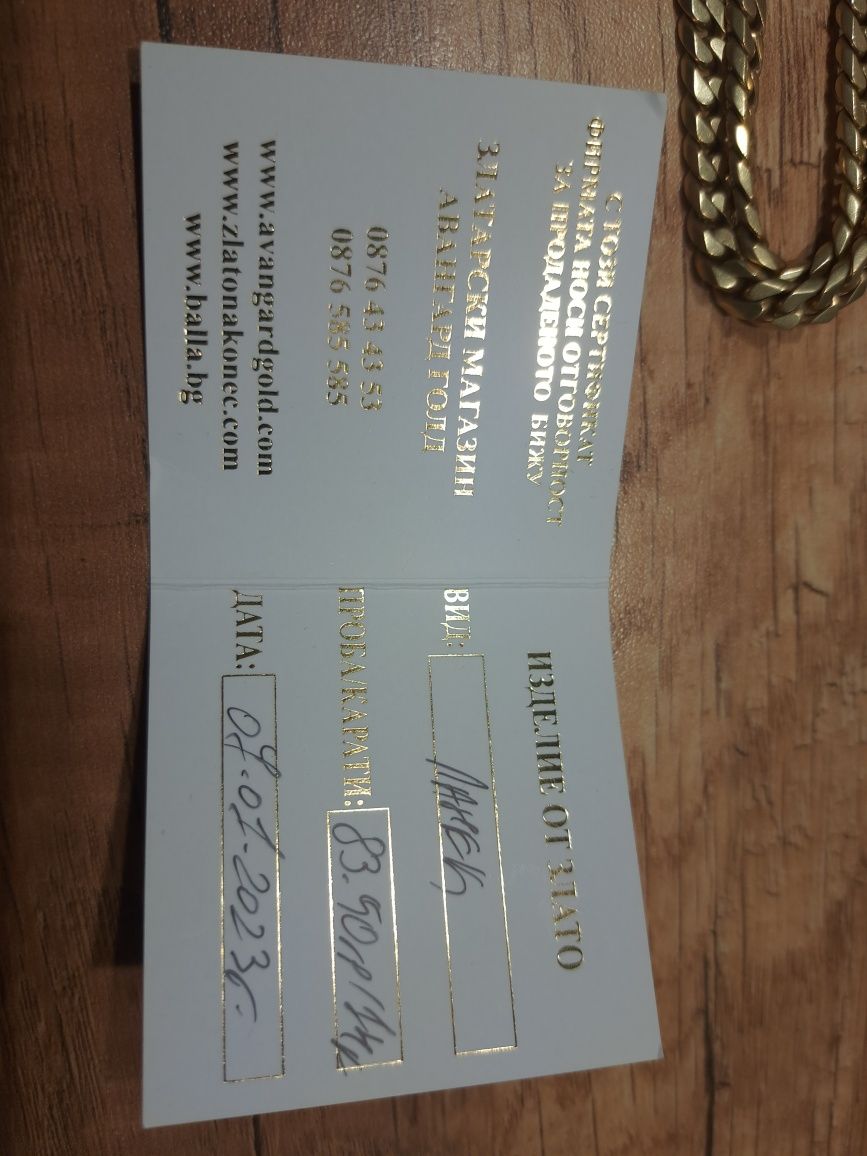 С ТОЗИ СЕРТИФИКАТ
ФИРМАТА НОСИ ОТГОВОРНОСТ
ЗА ПРОДАДЕНОТО БИЖУ
ЗЛАТАРСКИ МАГАЗИН
АВАНГАРД ГОЛД
0876 43 43 53
0876 585 585
www.avangardgold.com
www.zlatonakonec.com
www.balla.bg
ИЗДЕЛИЕ ОТ ЗЛАТО
ВИД: ЛАНЕЦ
ПРОБА/КАРАТИ: 83.90гр/14к
ДАТА: 07.01.2023г.